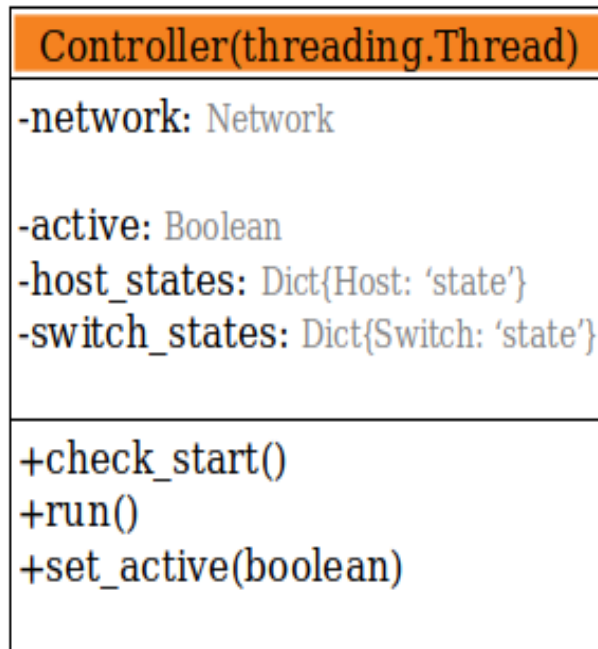 Controller(threading.Thread)
-network: Network
-active: Boolean
-host_states: Dict{Host: ‘state’}
-switch_states: Dict{Switch: ‘state’}
+check_start()
+run()
+set_active(boolean)